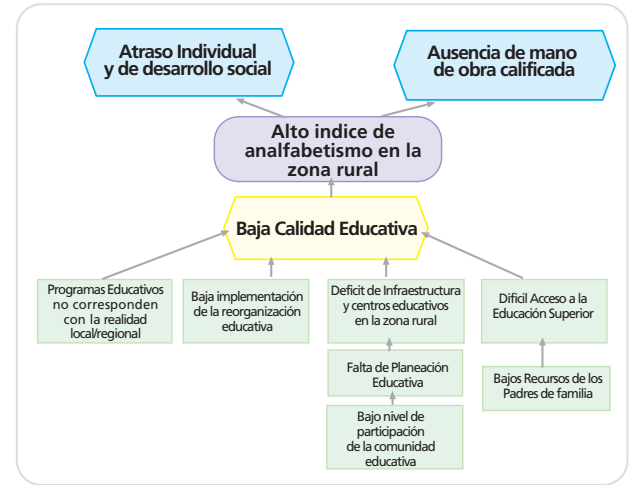 Atraso Individual
y de desarrollo social
Ausencia de mano
de obra calificada
Alto indice de
analfabetismo en la
zona rural
Baja Calidad Educativa
Programas Educativos
no corresponden
con la realidad
local/regional
Baja implementación
de la reorganización
educativa
Deficit de Infraestructura
y centros educativos
en la zona rural
Dificil Acceso a la
Educación Superior
Falta de Planeación
Educativa
Bajos Recursos de los
Padres de familia
Bajo nivel de
participación
de la comunidad
educativa